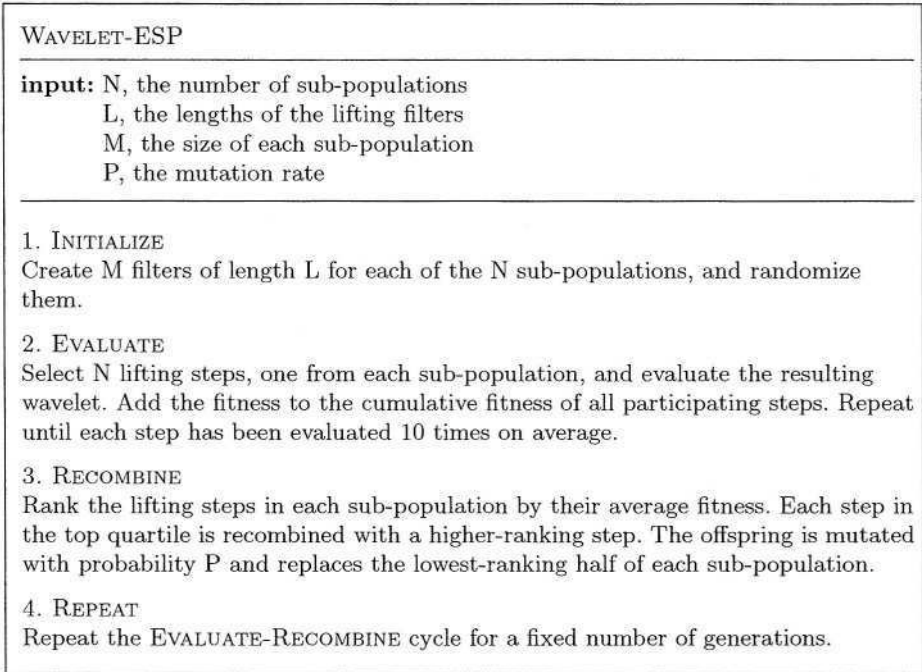 WAVELET-ESP
input: N, the number of sub-populations
L, the lengths of the lifting filters
M, the size of each sub-population
P, the mutation rate
1. INITIALIZE
Create M filters of length L for each of the N sub-populations, and randomize
them.
2. EVALUATE
Select N lifting steps, one from each sub-population, and evaluate the resulting
wavelet. Add the fitness to the cumulative fitness of all participating steps. Repeat
until each step has been evaluated 10 times on average.
3. RECOMBINE
Rank the lifting steps in each sub-population by their average fitness. Each step in
the top quartile is recombined with a higher-ranking step. The offspring is mutated
with probability P and replaces the lowest-ranking half of each sub-population.
4. REPEAT
Repeat the EVALUATE-RECOMBINE cycle for a fixed number of generations.